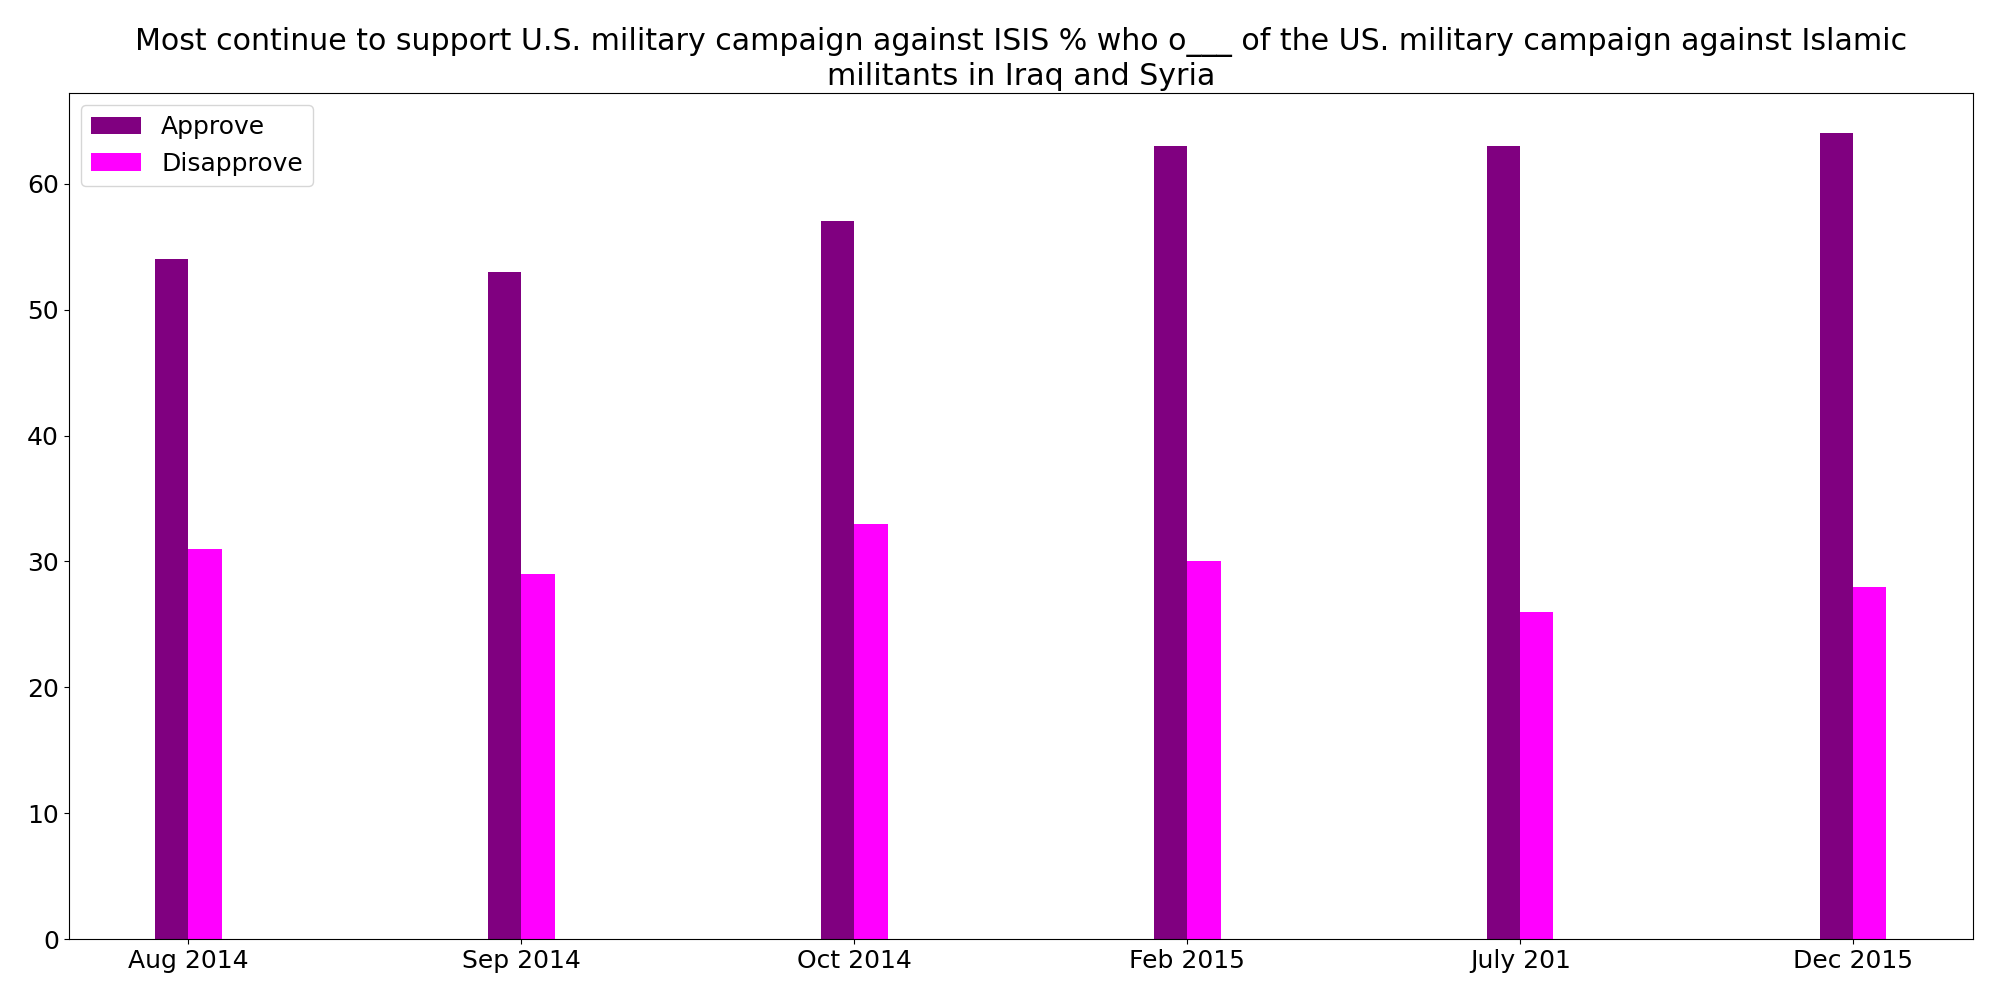 Most continue to support U.S. military campaign against ISIS % who o___ of the US. military campaign against Islamic
militants in Iraq and Syria
Approve
Disapprove
60
50
40
30
20
10
0
Aug 2014 Sep 2014 Oct 2014 Feb 2015 July 201 Dec 2015